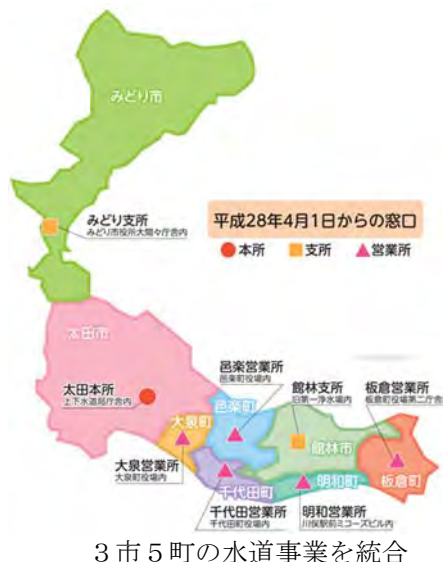 みどり市
みどり支所
みどり市役所大間々庁舎内
平成28年4月1日からの窓口
本所 支所 営業所
太田市
太田本所
上下水道局庁舎内
邑楽営業所
邑楽町役場内
館林支所
旧第一浄水場内
板倉営業所
板倉町役場第二庁舎
邑楽町
大泉町
館林市
大泉営業所
大泉町役場内
千代田町
明和町
板倉町
千代田営業所
千代田町役場内
明和営業所
川俣駅前ミコーズビル内
3市5町の水道事業を統合